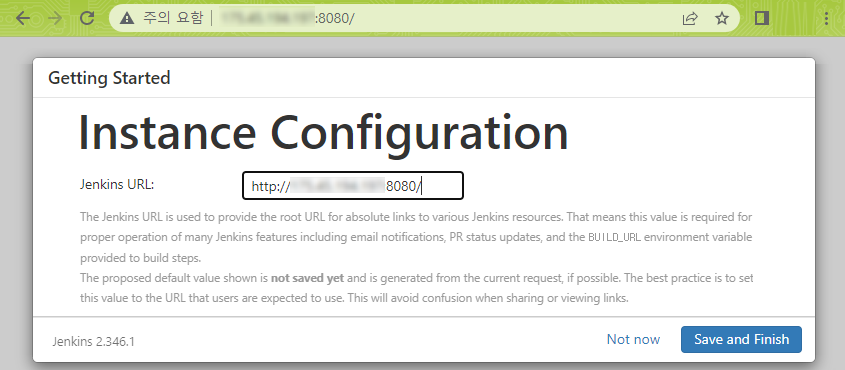 주의 요함 :8080/
Getting Started
Instance Configuration
Jenkins URL: http:// 8080/
The Jenkins URL is used to provide the root URL for absolute links to various Jenkins resources. That means this value is required for
proper operation of many Jenkins features including email notifications, PR status updates, and the BUILD_URL environment variable
provided to build steps.
The proposed default value shown is not saved yet and is generated from the current request, if possible. The best practice is to set
this value to the URL that users are expected to use. This will avoid confusion when sharing or viewing links.
Jenkins 2.346.1 Not now Save and Finish